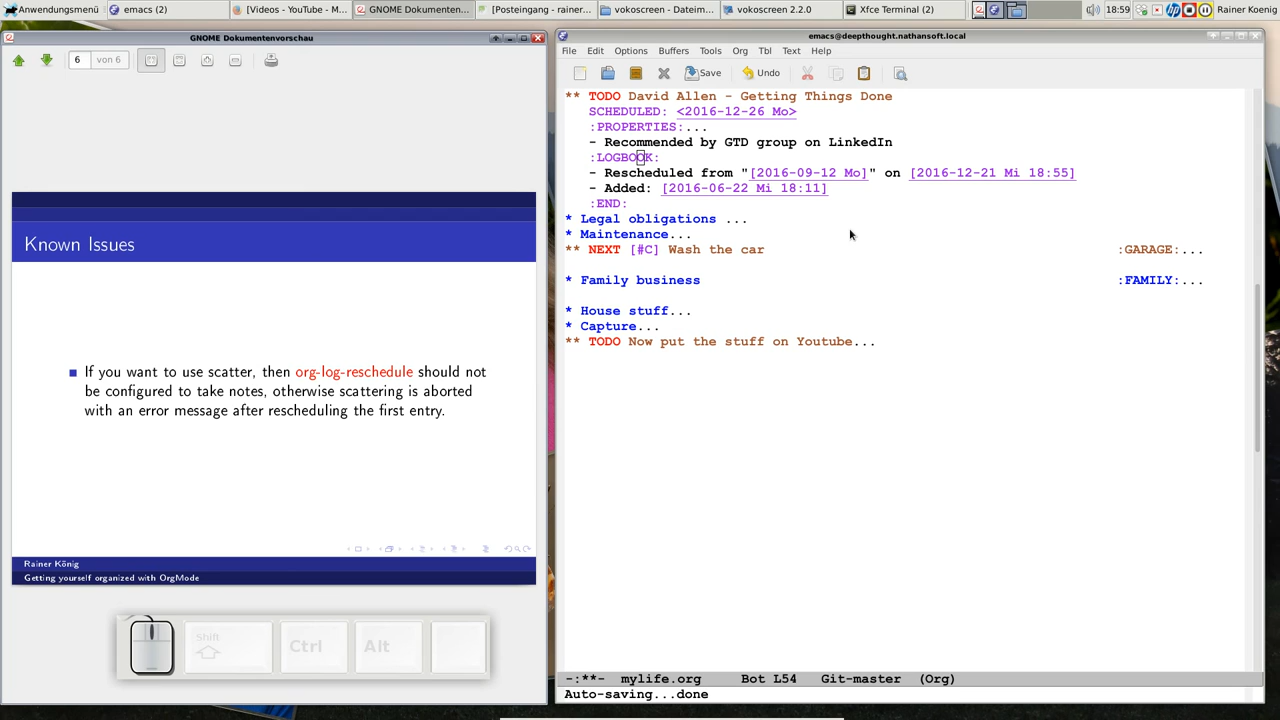 Anwendungsmenü
emacs (2)
[Videos - YouTube - M...
GNOME Dokumenten...
[Posteingang - rainer...
vokoscreen - Dateim...
vokoscreen 2.2.0
Xfce Terminal (2)
18:59
Rainer Koenig
GNOME Dokumentenvorschau
6 von 6
Known Issues
If you want to use scatter, then org-log-reschedule should not
be configured to take notes, otherwise scattering is aborted
with an error message after rescheduling the first entry.
Rainer König
Getting yourself organized with OrgMode
Shift
Ctrl
Alt
emacs@deepthought.nathansoft.local
File Edit Options Buffers Tools Org Tbl Text Help
Save Undo
** TODO David Allen - Getting Things Done
SCHEDULED: <2016-12-26 Mo>
:PROPERTIES:...
- Recommended by GTD group on LinkedIn
:LOGBOOK:
- Rescheduled from "[2016-09-12 Mo]" on [2016-12-21 Mi 18:55]
- Added: [2016-06-22 Mi 18:11]
:END:
* Legal obligations ...
* Maintenance...
** NEXT [#C] Wash the car :GARAGE:...
* Family business :FAMILY:...
* House stuff...
* Capture...
** TODO Now put the stuff on Youtube...
-:**- mylife.org Bot L54 Git-master (Org)
Auto-saving...done